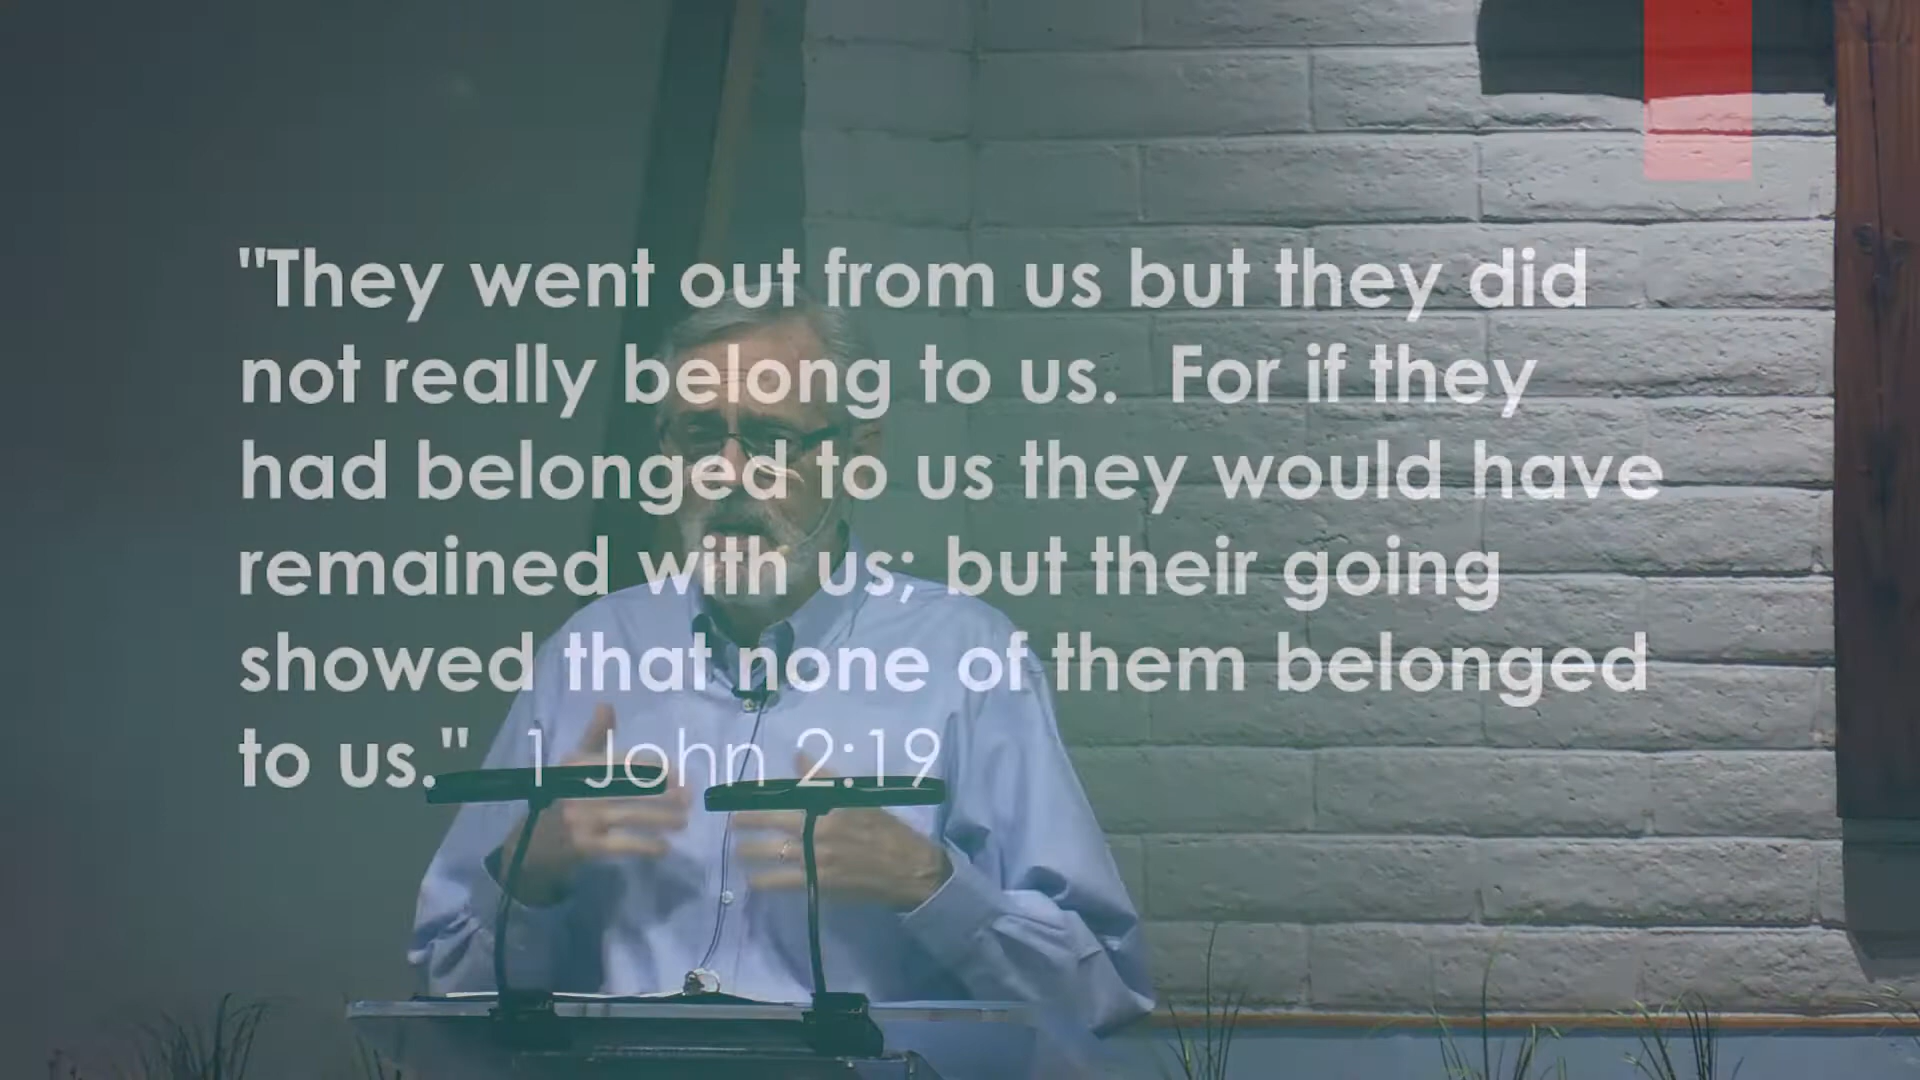 "They went out from us but they did
not really belong to us.  For if they
had belonged to us they would have
remained with us; but their going
showed that none of them belonged
to us."   1 John 2:19